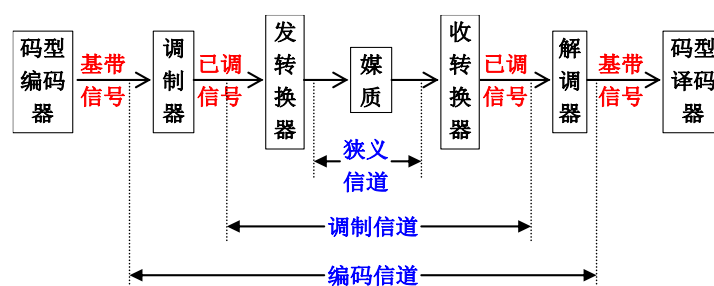 码型
编码
器
基带
信号
调
制
器
已调
信号
发
转
换
器
媒
质
收
转
换
器
已调
信号
解
调
器
基带
信号
码型
译码
器
狭义
信道
调制信道
编码信道